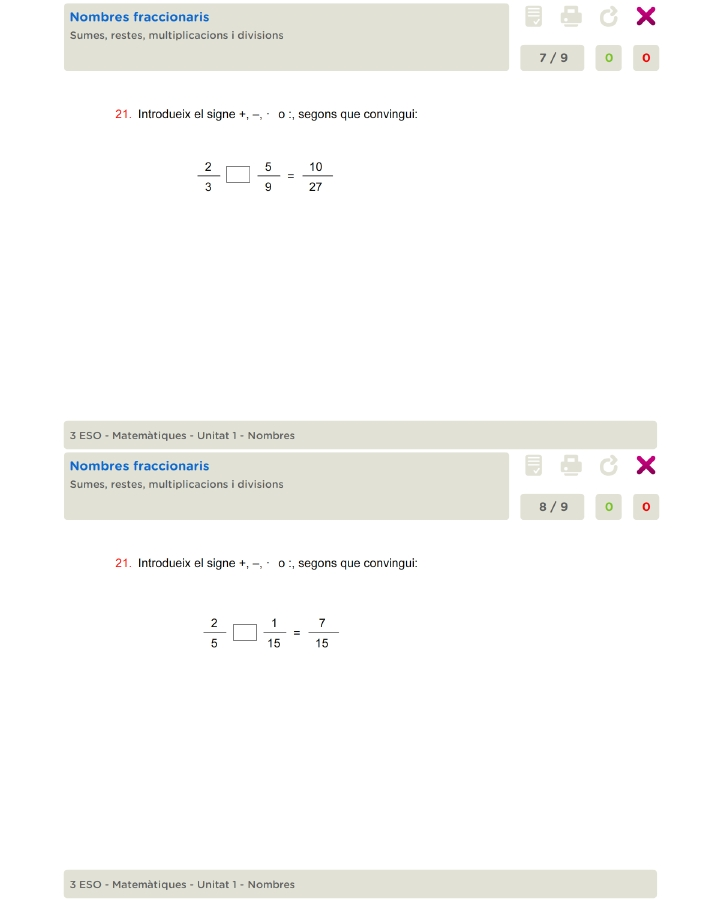 Nombres fraccionaris
Sumes, restes, multiplicacions i divisions
7 / 9 0 0
21. Introdueix el signe +, –, · o :, segons que convingui:
2/3 □ 5/9 = 10/27
3 ESO - Matemàtiques - Unitat 1 - Nombres
Nombres fraccionaris
Sumes, restes, multiplicacions i divisions
8 / 9 0 0
21. Introdueix el signe +, –, · o :, segons que convingui:
2/5 □ 1/15 = 7/15
3 ESO - Matemàtiques - Unitat 1 - Nombres